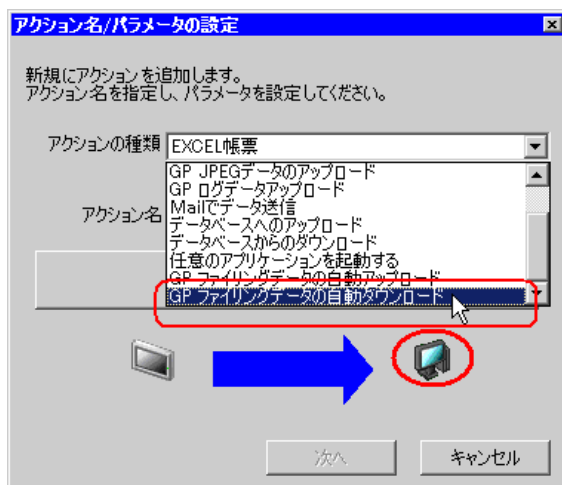 アクション名/パラメータの設定
新規にアクションを追加します。
アクション名を指定し、パラメータを設定してください。
アクションの種類 EXCEL帳票
GP JPEGデータのアップロード
GP ログデータアップロード
Mailでデータ送信
アクション名
データベースへのアップロード
データベースからのダウンロード
任意のアプリケーションを起動する
GP ファイリングデータの自動アップロード
GP ファイリングデータの自動ダウンロード
次へ キャンセル